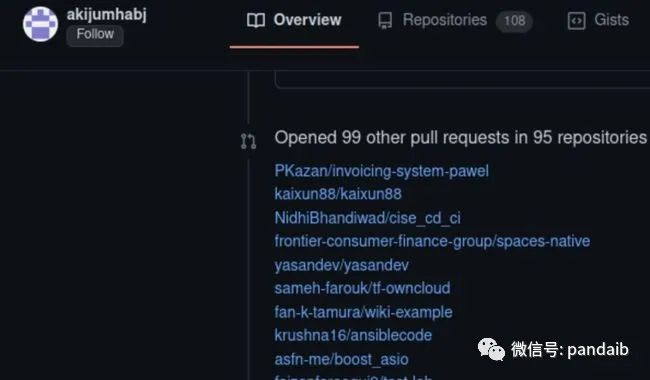 akijumhabj
Follow
Overview
Repositories 108
Gists
Opened 99 other pull requests in 95 repositories
PKazan/invoicing-system-pawel
kaixun88/kaixun88
NidhiBhandiwad/cise_cd_ci
frontier-consumer-finance-group/spaces-native
yasandev/yasandev
sameh-farouk/tf-owncloud
fan-k-tamura/wiki-example
krushna16/ansiblecode
asfn-me/boost_asio
微信号: pandaib